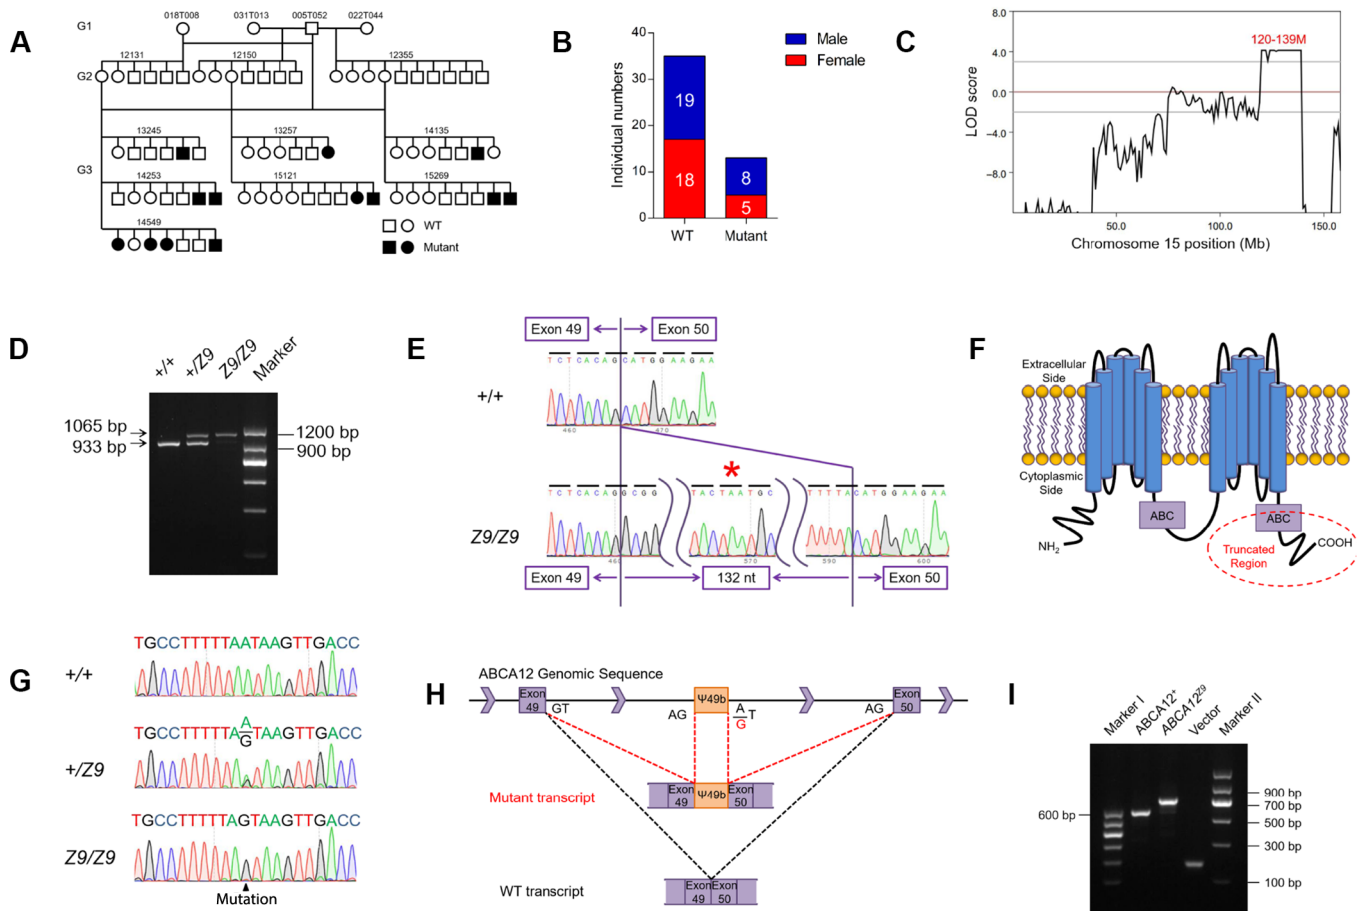 A
G1
018T008
031T013
005T052
022T044
12131
12150
12355
G2
13245
13257
14135
G3
14253
15121
15269
14549
WT
Mutant
B
Male
Female
Individual numbers
40
30
20
10
0
19
18
8
5
WT
Mutant
C
LOD score
8.0
4.0
0.0
-4.0
-8.0
120-139M
50.0
100.0
150.0
Chromosome 15 position (Mb)
D
+/+
+/Z9
Z9/Z9
Marker
1065 bp
933 bp
1200 bp
900 bp
E
Exon 49
Exon 50
TCTCACAGCATGGAAGAA
+/+
460
470
*
TCTCACAGGCGG
TACTAATGC
TTTTACATGGAAGAA
Z9/Z9
460
570
590
600
Exon 49
132 nt
Exon 50
F
Extracellular
Side
Cytoplasmic
Side
ABC
ABC
NH2
COOH
Truncated
Region
G
TGCCTTTTTAATAAGTTGACC
+/+
A
TGCCTTTTTA TAAGTTGACC
G
+/Z9
TGCCTTTTTAGTAAGTTGACC
Z9/Z9
Mutation
H
ABCA12 Genomic Sequence
Exon
49
GT
AG
Ψ49b
A
G
T
AG
Exon
50
Mutant transcript
Exon
49
Ψ49b
Exon
50
WT transcript
Exon
49
Exon
50
I
Marker I
ABCA12+
ABCA12Z9
Vector
Marker II
600 bp
900 bp
700 bp
500 bp
300 bp
100 bp